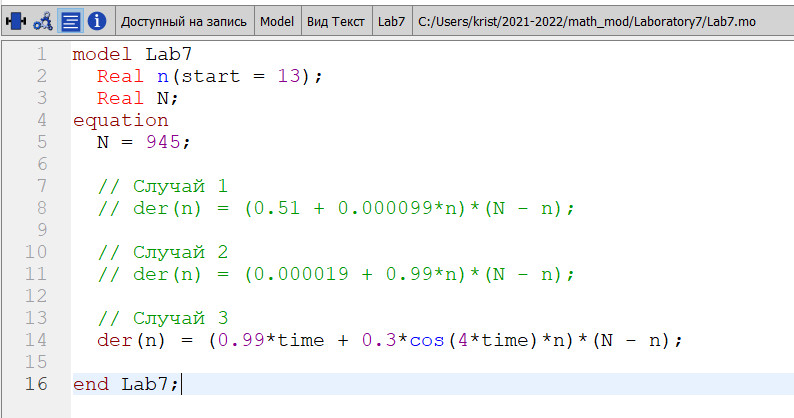 Доступный на запись Model Вид Текст Lab7 C:/Users/krist/2021-2022/math_mod/Laboratory7/Lab7.mo
1 model Lab7
2 Real n(start = 13);
3 Real N;
4 equation
5 N = 945;
6
7 // Случай 1
8 // der(n) = (0.51 + 0.000099*n)*(N - n);
9
10 // Случай 2
11 // der(n) = (0.000019 + 0.99*n)*(N - n);
12
13 // Случай 3
14 der(n) = (0.99*time + 0.3*cos(4*time)*n)*(N - n);
15
16 end Lab7;